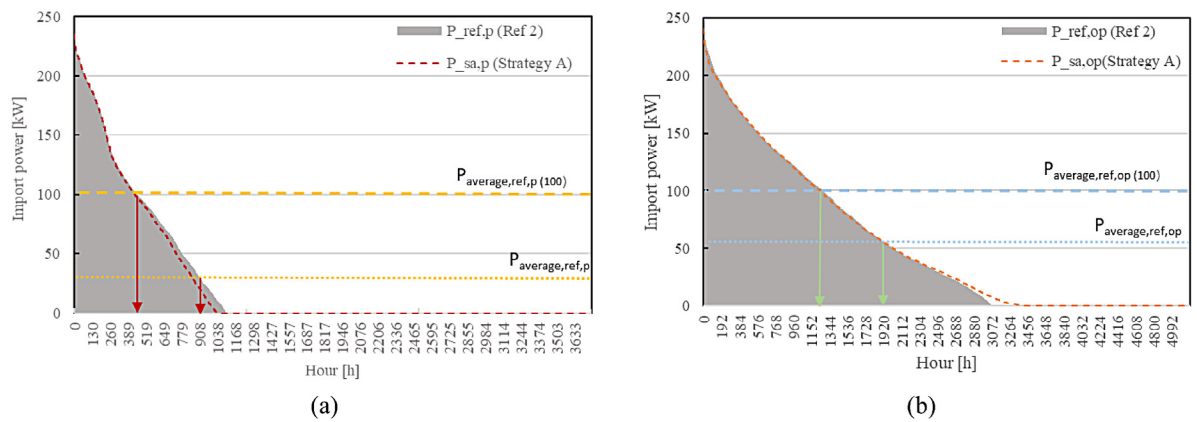 250
200
150
100
50
0
Import power [kW]
P_ref,p (Ref 2)
P_sa,p (Strategy A)
P average,ref,p (100)
P average,ref,p
0 130 260 389 519 649 779 908 1038 1168 1298 1427 1557 1687 1817 1946 2076 2206 2336 2465 2595 2725 2855 2984 3114 3244 3374 3503 3633
Hour [h]
(a)
250
200
150
100
50
0
Import power [kW]
P_ref,op (Ref 2)
P_sa,op(Strategy A)
P average,ref,op (100)
P average,ref,op
0 192 384 576 768 960 1152 1344 1536 1728 1920 2112 2304 2496 2688 2880 3072 3264 3456 3648 3840 4032 4224 4416 4608 4800 4992
Hour [h]
(b)